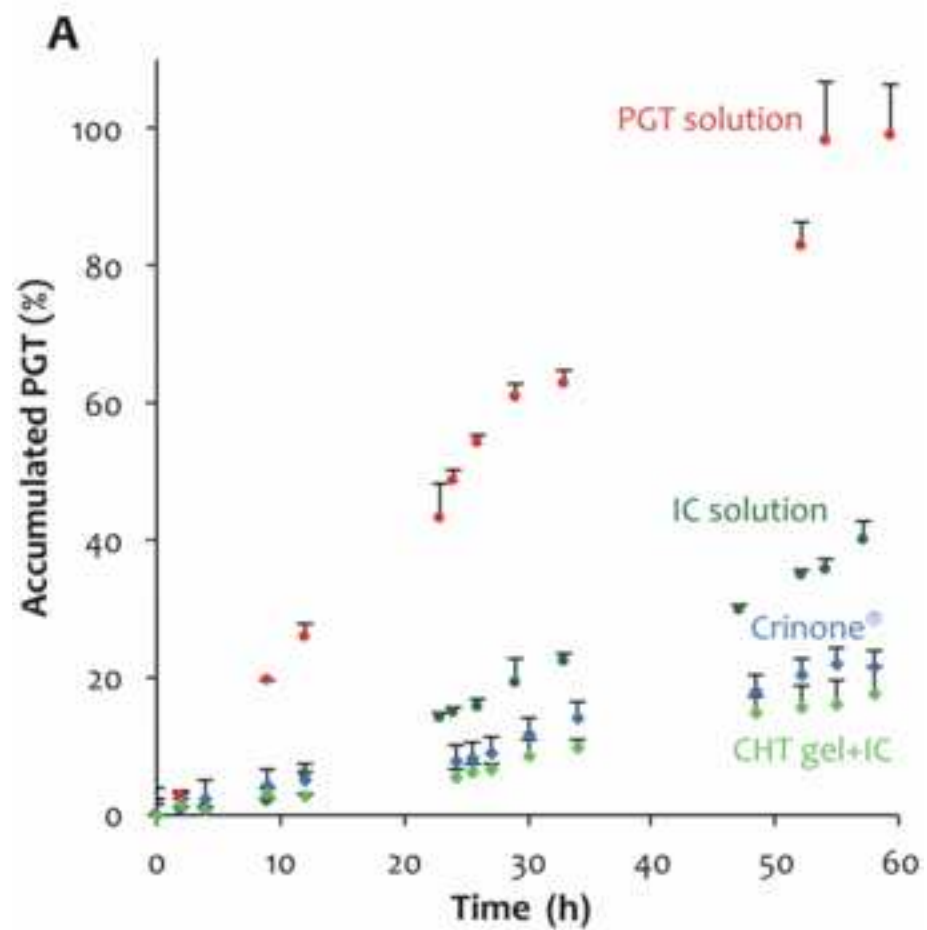 A
PGT solution
100
80
60
40
20
0
Accumulated PGT (%)
IC solution
Crinone
CHT gel+IC
0 10 20 30 40 50 60
Time (h)